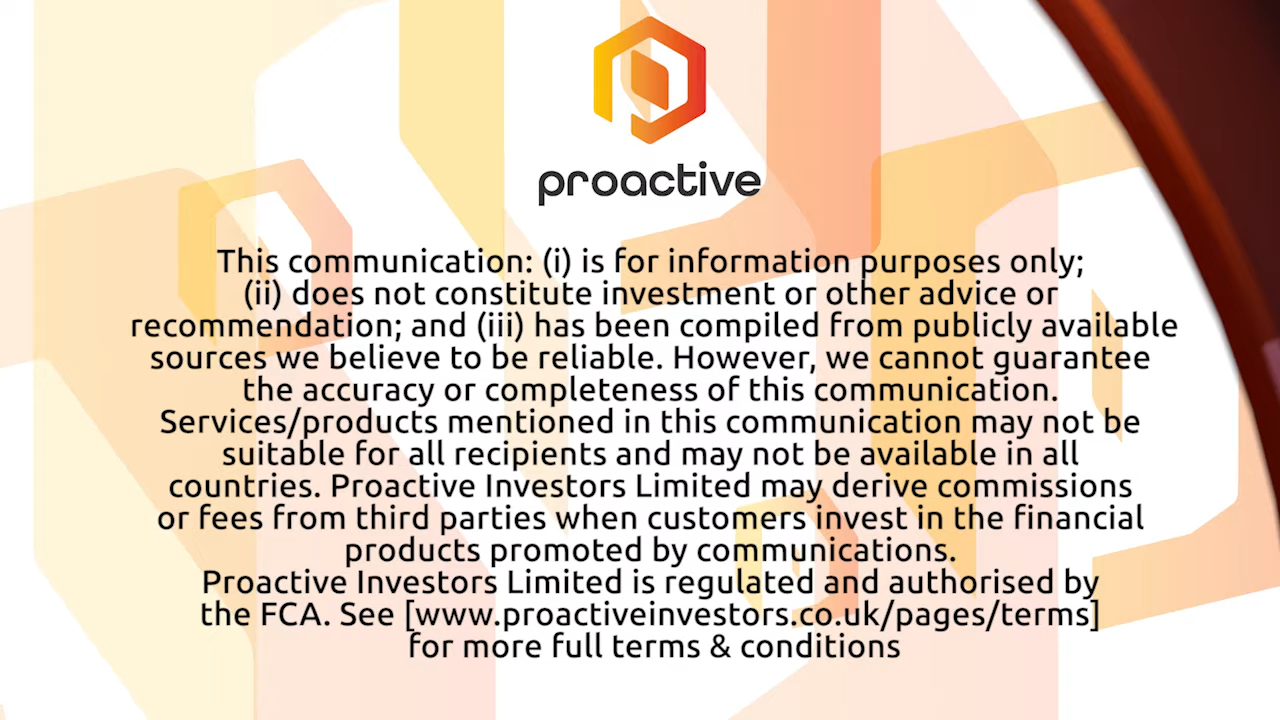 proactive
This communication: (i) is for information purposes only;
(ii) does not constitute investment or other advice or
recommendation; and (iii) has been compiled from publicly available
sources we believe to be reliable. However, we cannot guarantee
the accuracy or completeness of this communication.
Services/products mentioned in this communication may not be
suitable for all recipients and may not be available in all
countries. Proactive Investors Limited may derive commissions
or fees from third parties when customers invest in the financial
products promoted by communications.
Proactive Investors Limited is regulated and authorised by
the FCA. See [www.proactiveinvestors.co.uk/pages/terms]
for more full terms & conditions